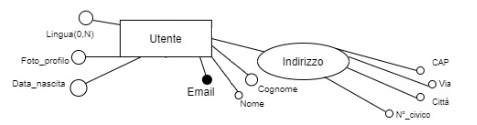 Lingua(0,N)
Utente
Foto_profilo
Data_nascita
Email
Nome
Cognome
Indirizzo
CAP
Via
Città
N°_civico